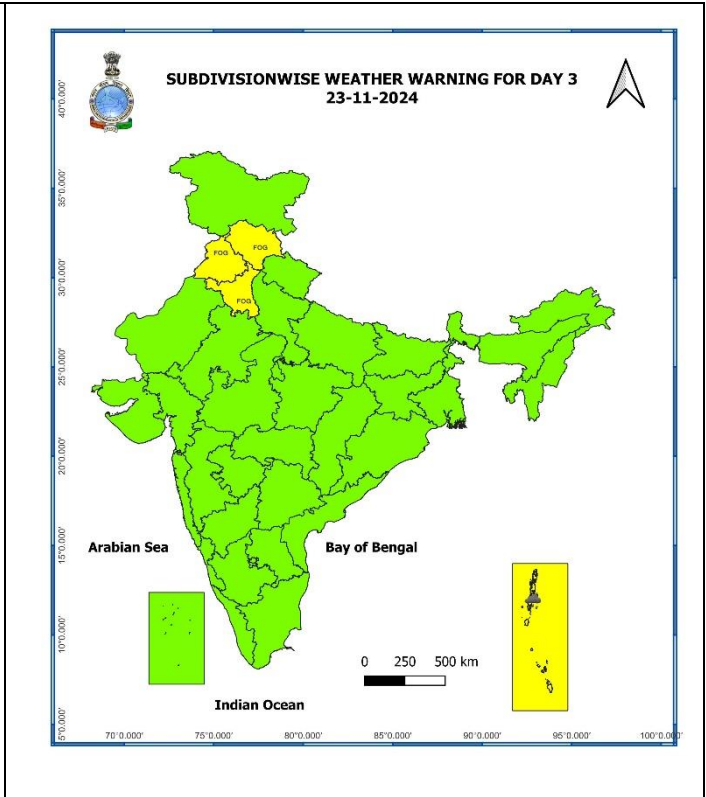 SUBDIVISIONWISE WEATHER WARNING FOR DAY 3
23-11-2024
40°0.000'
35°0.000'
30°0.000'
25°0.000'
20°0.000'
15°0.000'
10°0.000'
5°0.000'
FOG
FOG
FOG
Arabian Sea
Bay of Bengal
0 250 500 km
Indian Ocean
70°0.000' 75°0.000' 80°0.000' 85°0.000' 90°0.000' 95°0.000' 100°0.000'